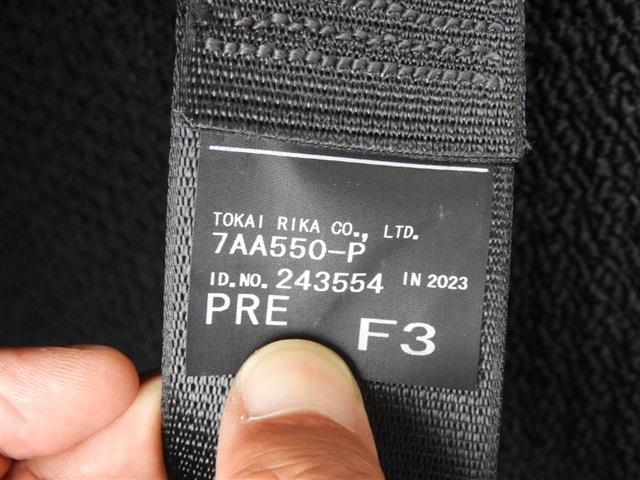 TOKAI RIKA CO., LTD.
7AA550-P
ID.NO. 243554 IN 2023
PRE F3